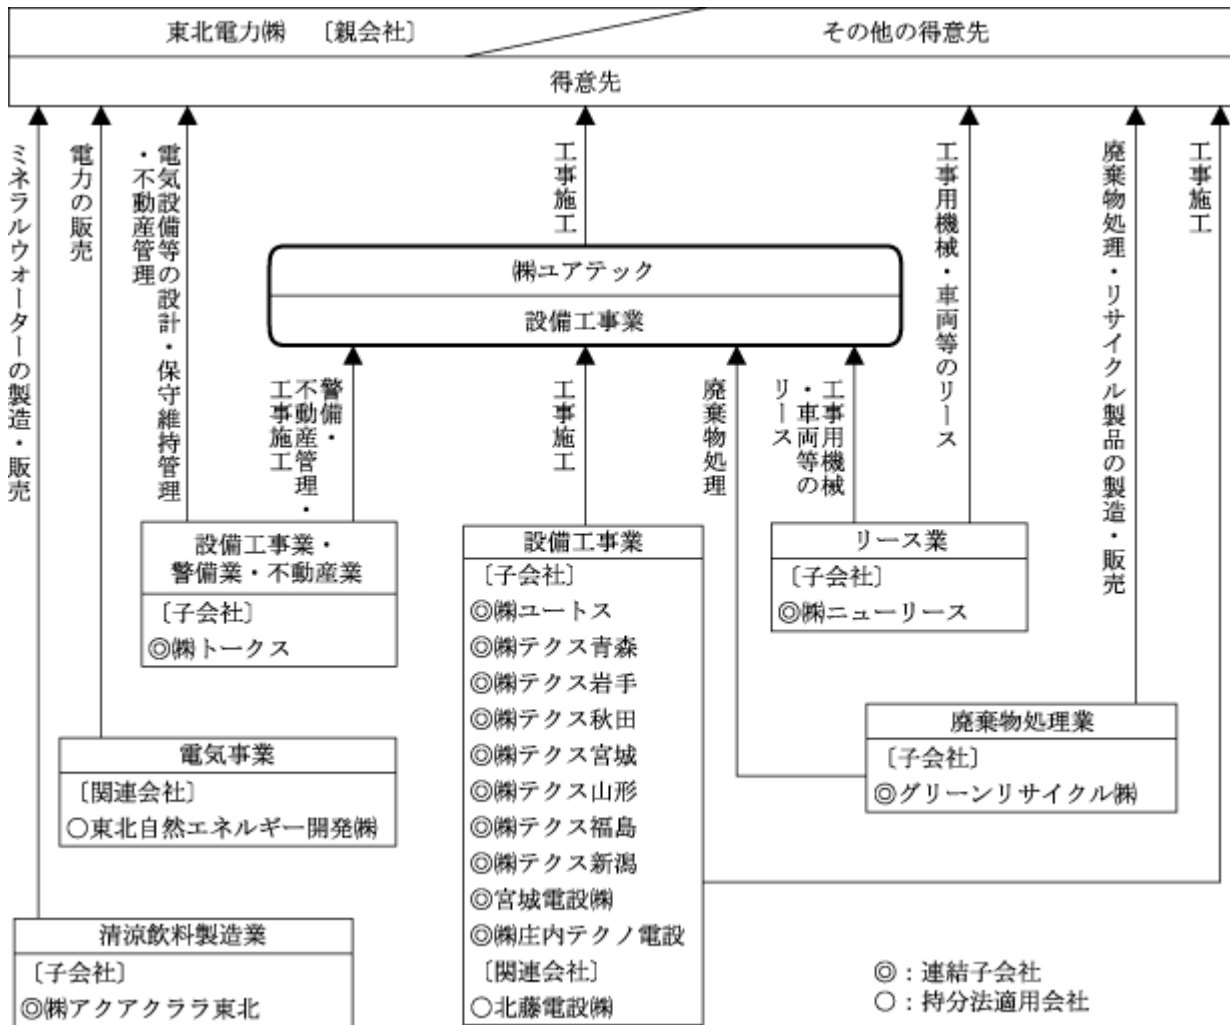 東北電力㈱　〔親会社〕
その他の得意先
得意先
ミネラルウォーターの製造・販売
電力の販売
電気設備等の設計・保守維持管理
・不動産管理
工事施工
工事用機械・車両等のリース
廃棄物処理・リサイクル製品の製造・販売
工事施工
㈱ユアテック
設備工事業
警備・
不動産管理・
工事施工
工事施工
廃棄物処理
工事用機械
・車両等の
リース
設備工事業・
警備業・不動産業
〔子会社〕
◎㈱トークス
設備工事業
〔子会社〕
◎㈱ユートス
◎㈱テクス青森
◎㈱テクス岩手
◎㈱テクス秋田
◎㈱テクス宮城
◎㈱テクス山形
◎㈱テクス福島
◎㈱テクス新潟
◎宮城電設㈱
◎㈱庄内テクノ電設
〔関連会社〕
○北藤電設㈱
リース業
〔子会社〕
◎㈱ニューリース
廃棄物処理業
〔子会社〕
◎グリーンリサイクル㈱
電気事業
〔関連会社〕
○東北自然エネルギー開発㈱
清涼飲料製造業
〔子会社〕
◎㈱アクアクララ東北
◎：連結子会社
○：持分法適用会社